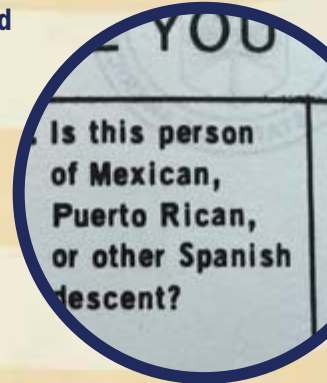 d
YOU
Is this person
of Mexican,
Puerto Rican,
or other Spanish
descent?